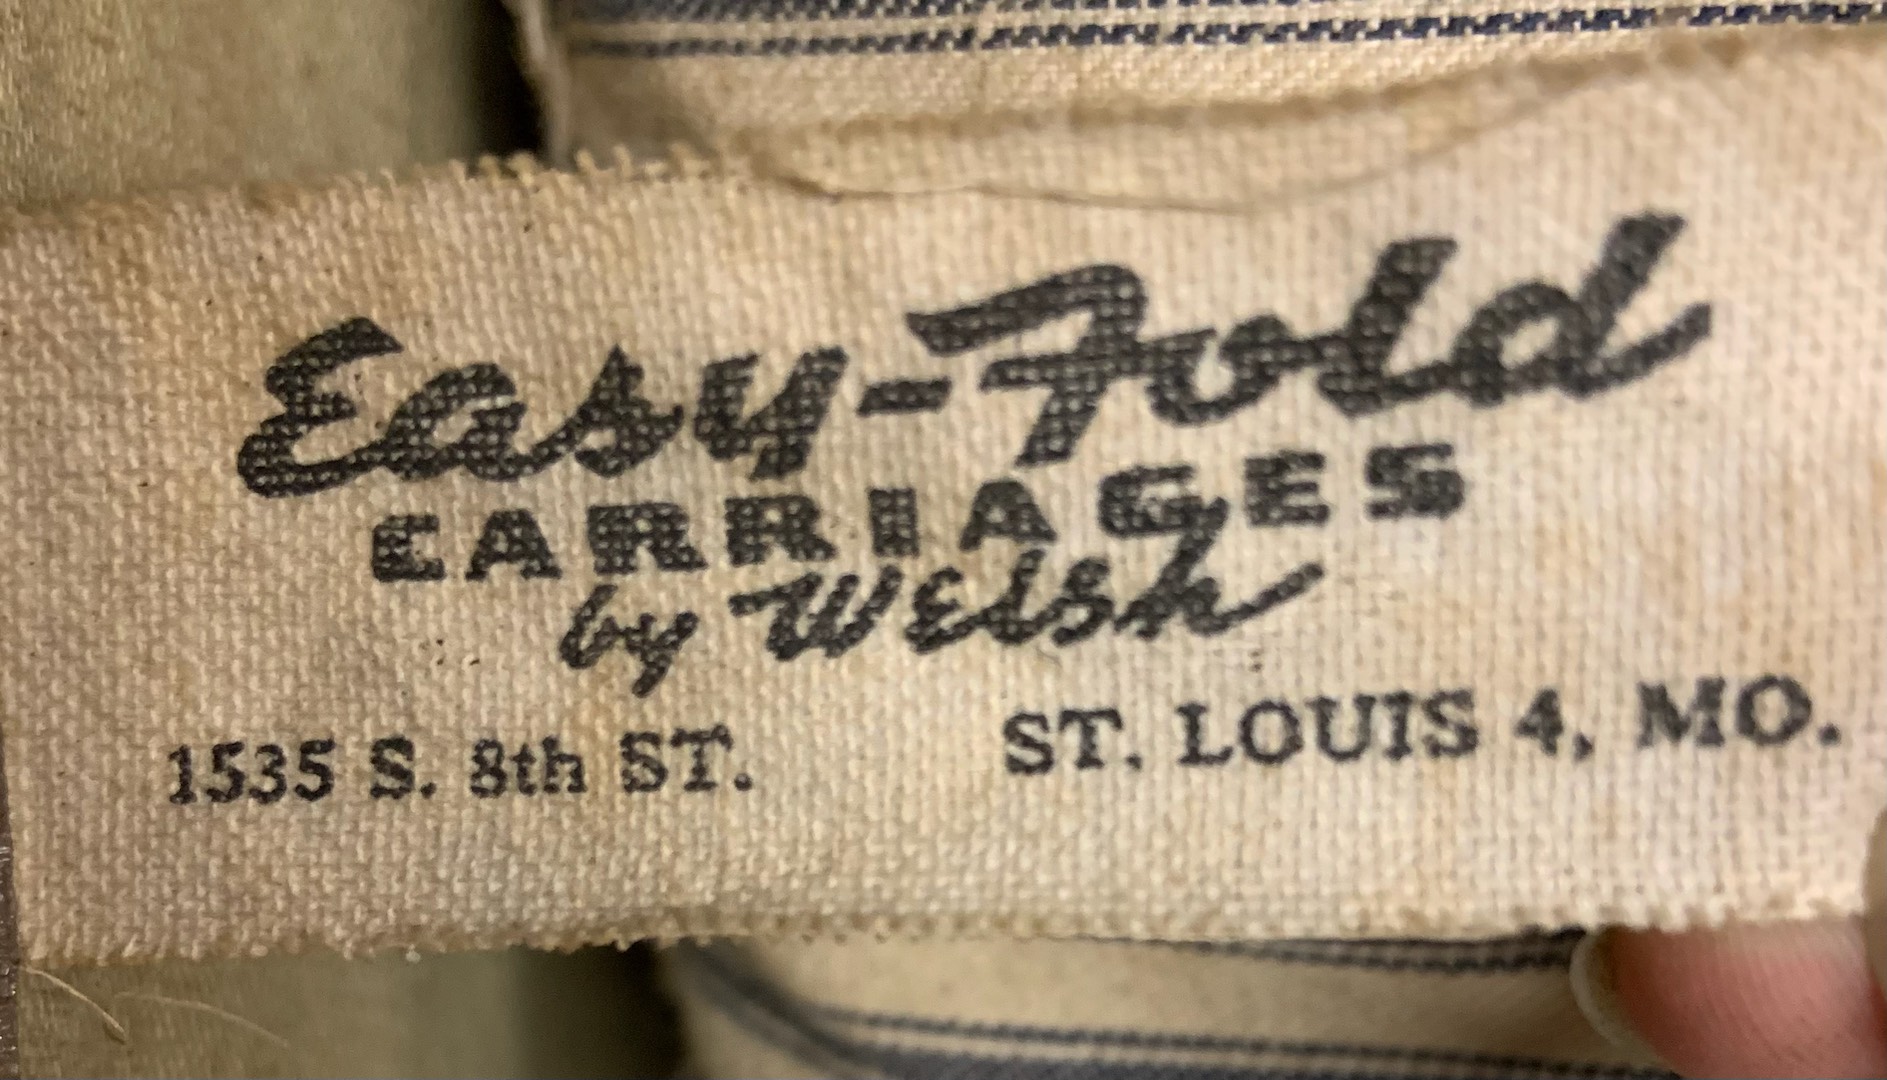 Easy-Fold
CARRIAGES
by Welsh
1535 S. 8th ST. ST. LOUIS 4, MO.